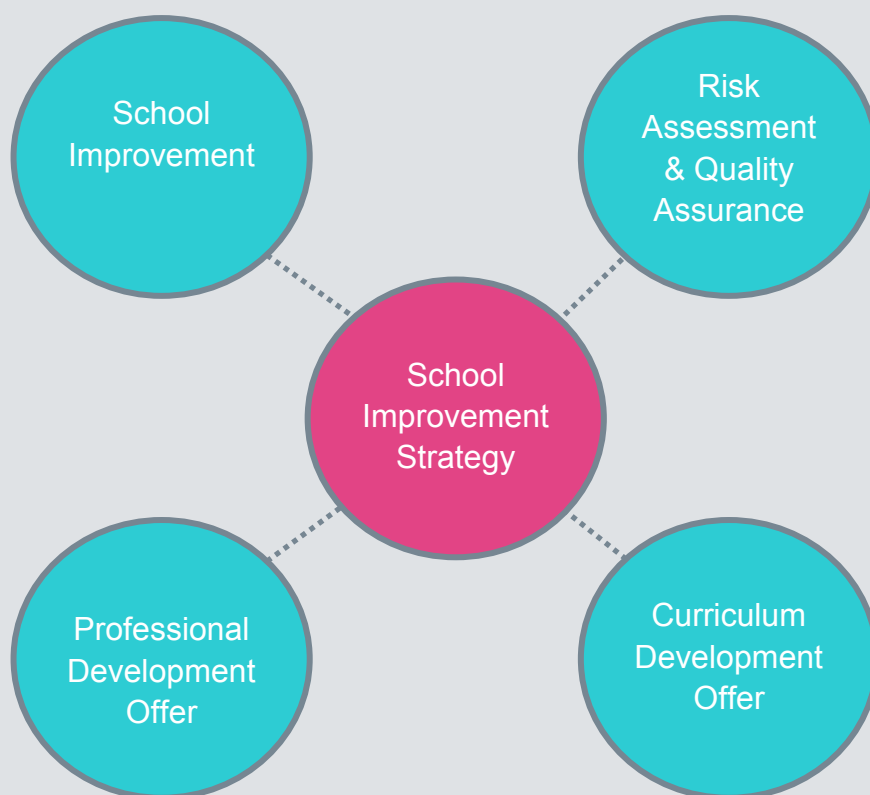 School
Improvement
Risk
Assessment
& Quality
Assurance
School
Improvement
Strategy
Professional
Development
Offer
Curriculum
Development
Offer